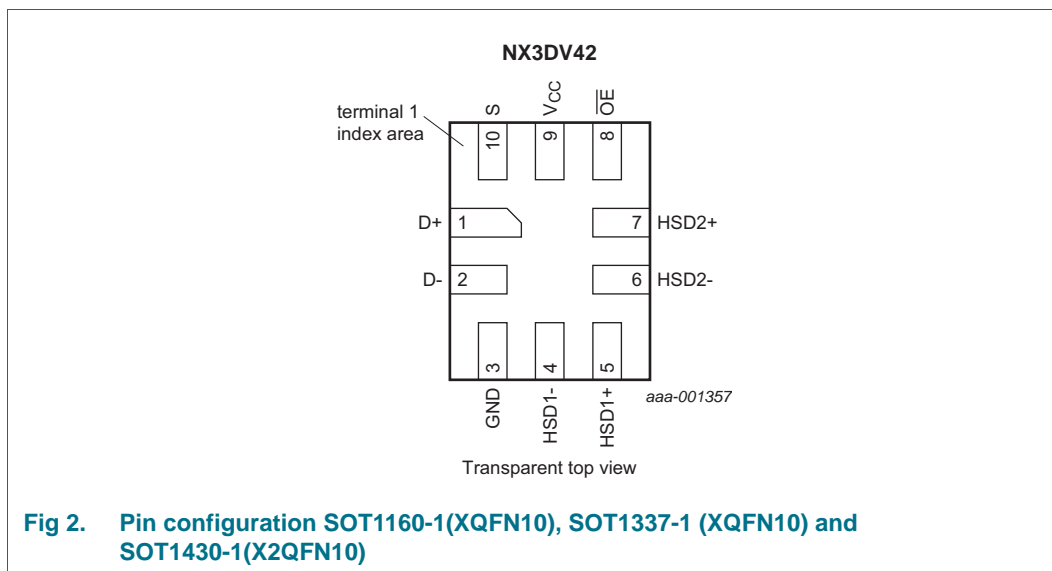 NX3DV42
terminal 1
index area
S
VCC
OE
10
9
8
D+
1
7
HSD2+
D-
2
6
HSD2-
3
4
5
GND
HSD1-
HSD1+
aaa-001357
Transparent top view
Fig 2. Pin configuration SOT1160-1(XQFN10), SOT1337-1 (XQFN10) and
SOT1430-1(X2QFN10)